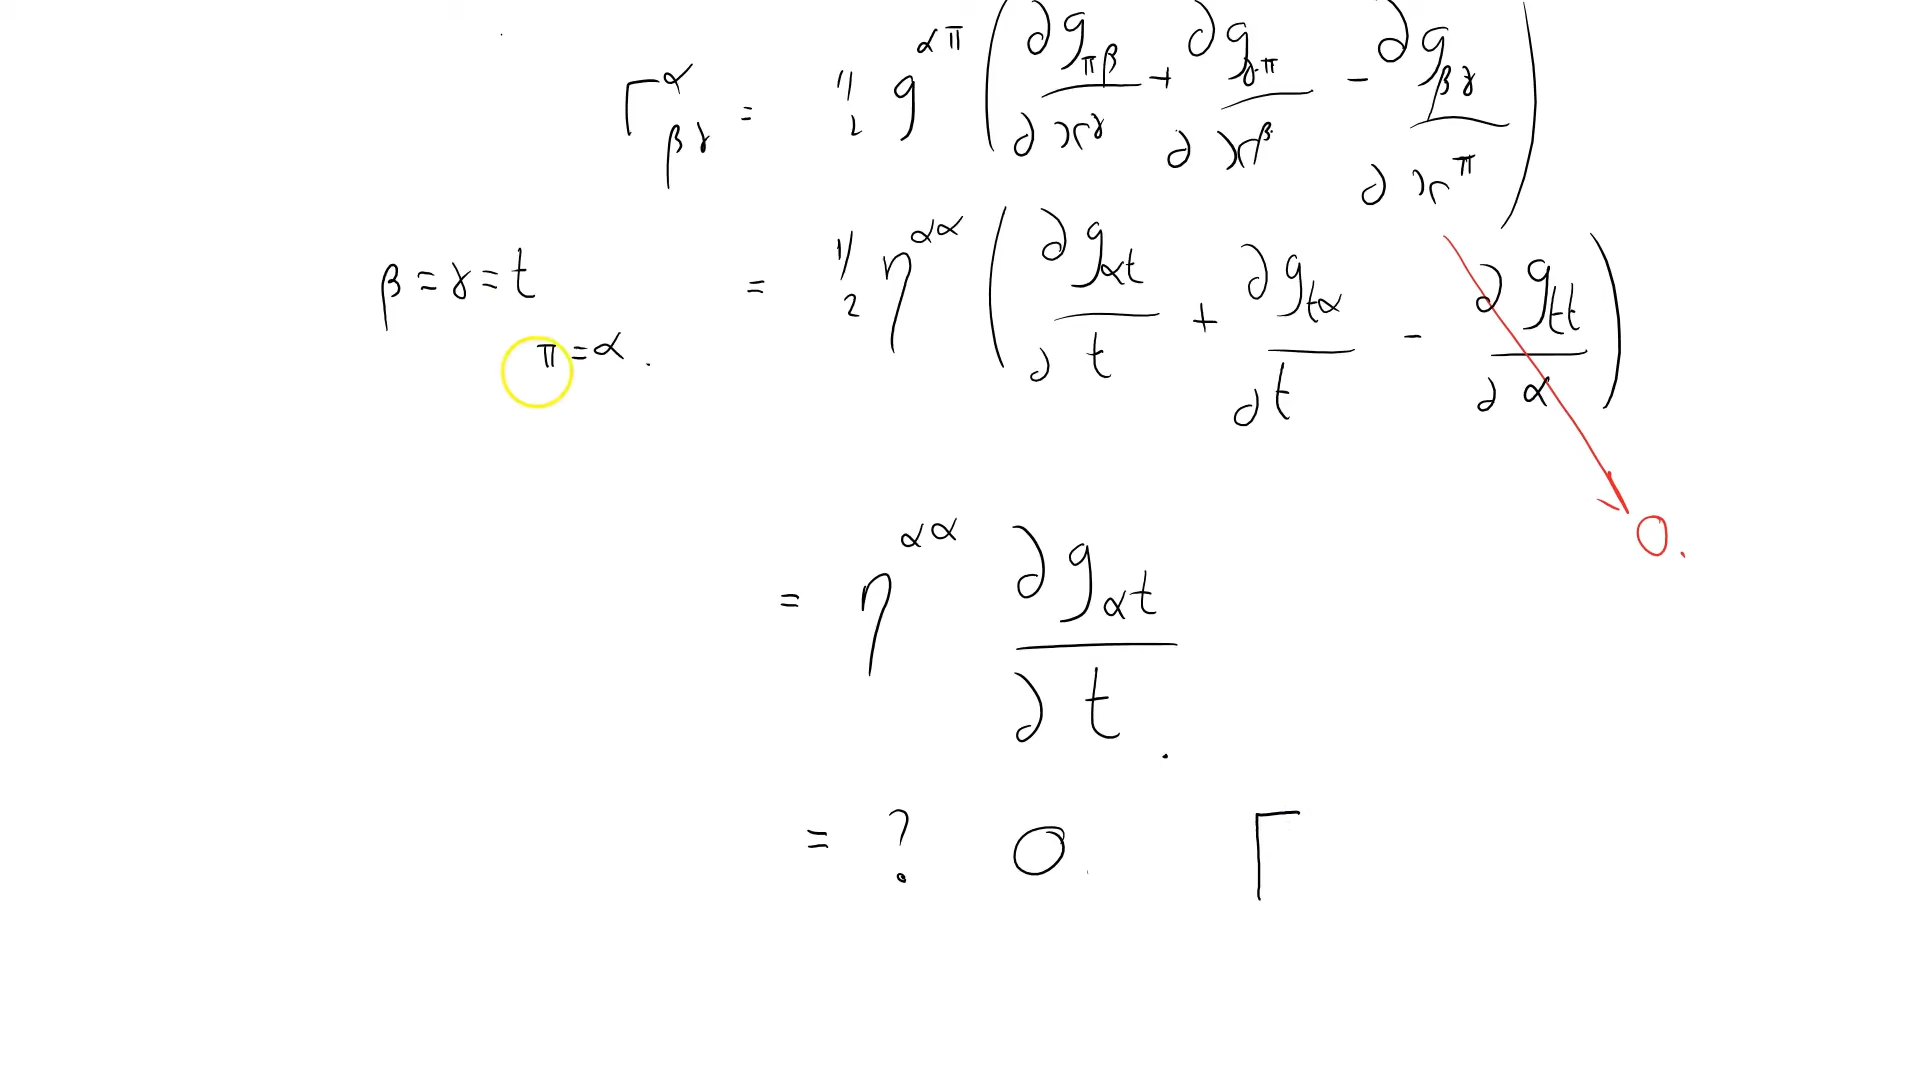 Γ^α_βγ = 1/2 g^απ ( ∂g_πβ/∂x^γ + ∂g_γπ/∂x^β - ∂g_βγ/∂x^π )
β = γ = t = 1/2 η^αα ( ∂g_αt/∂t + ∂g_tα/∂t - ∂g_tt/∂α )
π = α .
0.
= η^αα ∂g_αt/∂t .
= ? 0. Γ